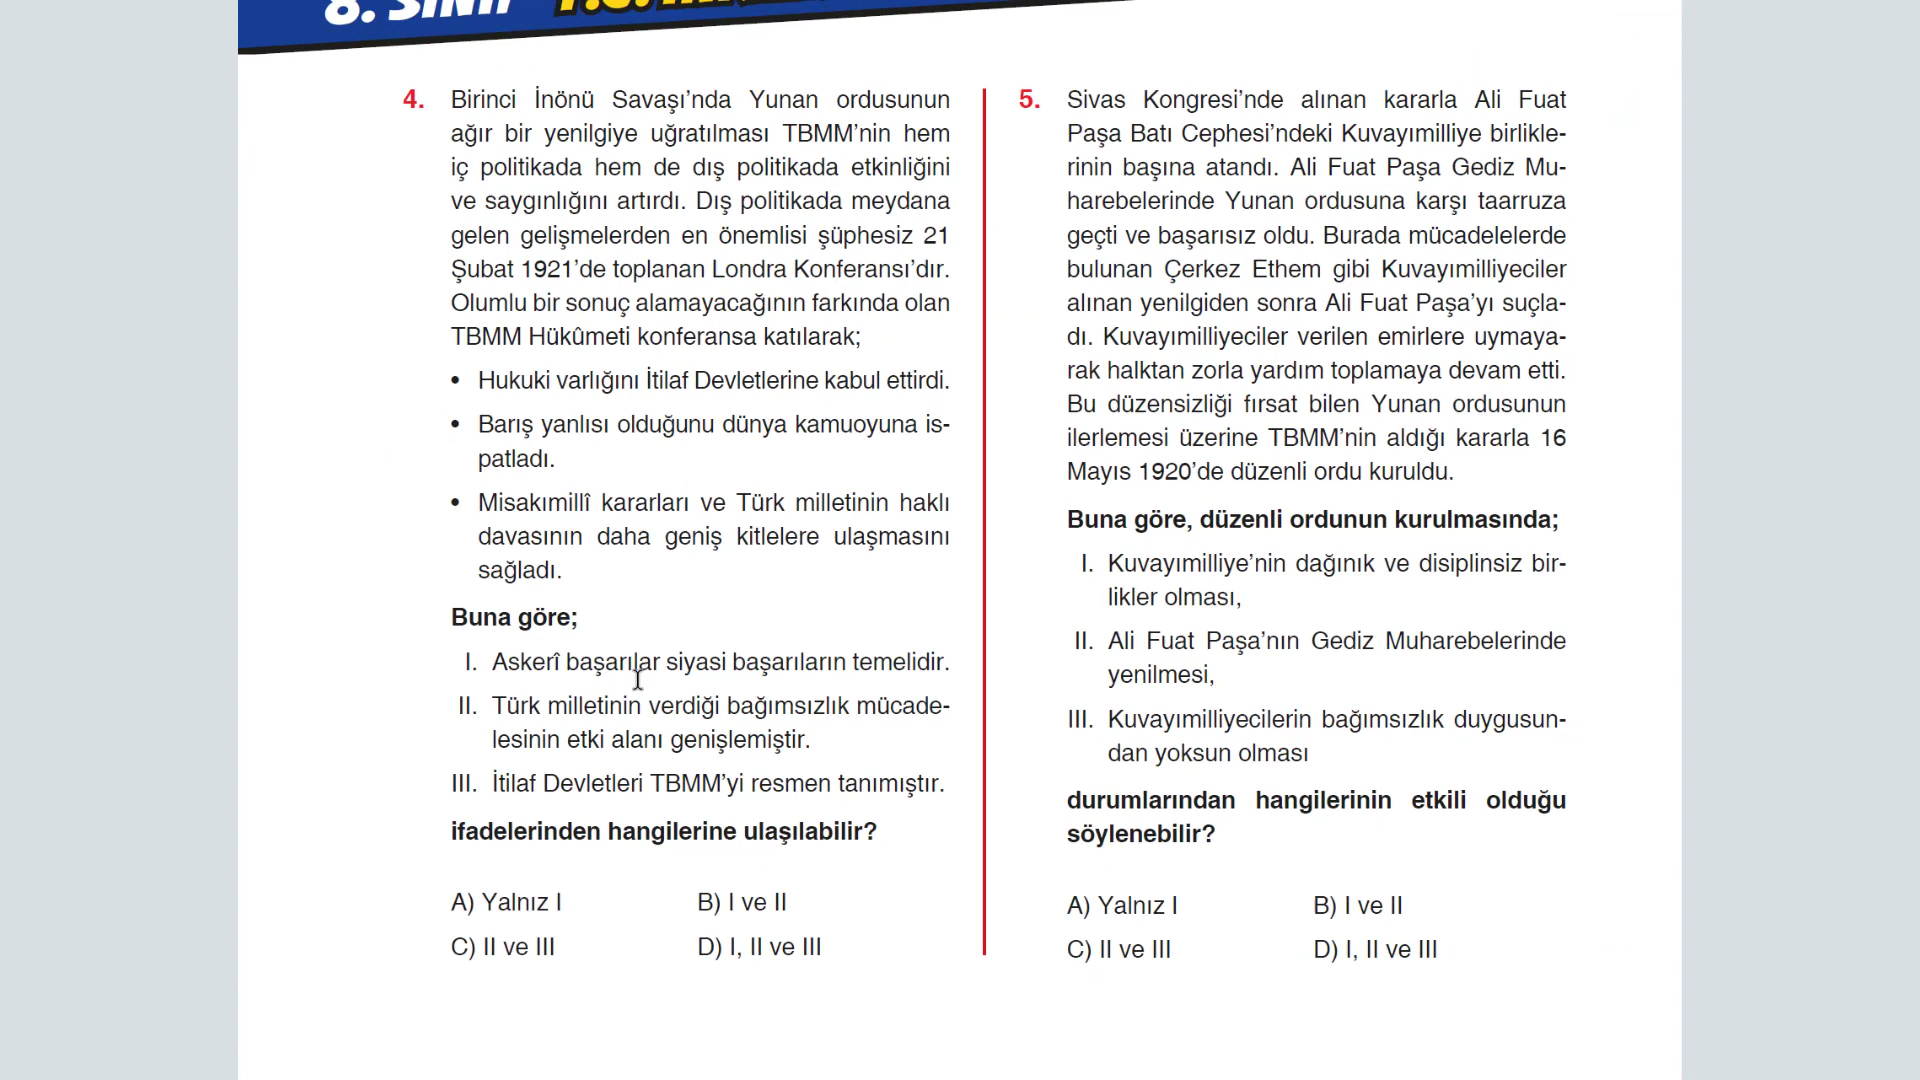 8. SINIF
4. Birinci İnönü Savaşı’nda Yunan ordusunun
ağır bir yenilgiye uğratılması TBMM’nin hem
iç politikada hem de dış politikada etkinliğini
ve saygınlığını artırdı. Dış politikada meydana
gelen gelişmelerden en önemlisi şüphesiz 21
Şubat 1921’de toplanan Londra Konferansı’dır.
Olumlu bir sonuç alamayacağının farkında olan
TBMM Hükûmeti konferansa katılarak;
• Hukuki varlığını İtilaf Devletlerine kabul ettirdi.
• Barış yanlısı olduğunu dünya kamuoyuna is-
patladı.
• Misakımillî kararları ve Türk milletinin haklı
davasının daha geniş kitlelere ulaşmasını
sağladı.
Buna göre;
I. Askerî başarılar siyasi başarıların temelidir.
II. Türk milletinin verdiği bağımsızlık mücade-
lesinin etki alanı genişlemiştir.
III. İtilaf Devletleri TBMM’yi resmen tanımıştır.
ifadelerinden hangilerine ulaşılabilir?
A) Yalnız I B) I ve II
C) II ve III D) I, II ve III
5. Sivas Kongresi’nde alınan kararla Ali Fuat
Paşa Batı Cephesi’ndeki Kuvayımilliye birlikle-
rinin başına atandı. Ali Fuat Paşa Gediz Mu-
harebelerinde Yunan ordusuna karşı taarruza
geçti ve başarısız oldu. Burada mücadelelerde
bulunan Çerkez Ethem gibi Kuvayımilliyeciler
alınan yenilgiden sonra Ali Fuat Paşa’yı suçla-
dı. Kuvayımilliyeciler verilen emirlere uymaya-
rak halktan zorla yardım toplamaya devam etti.
Bu düzensizliği fırsat bilen Yunan ordusunun
ilerlemesi üzerine TBMM’nin aldığı kararla 16
Mayıs 1920’de düzenli ordu kuruldu.
Buna göre, düzenli ordunun kurulmasında;
I. Kuvayımilliye’nin dağınık ve disiplinsiz bir-
likler olması,
II. Ali Fuat Paşa’nın Gediz Muharebelerinde
yenilmesi,
III. Kuvayımilliyecilerin bağımsızlık duygusun-
dan yoksun olması
durumlarından hangilerinin etkili olduğu
söylenebilir?
A) Yalnız I B) I ve II
C) II ve III D) I, II ve III